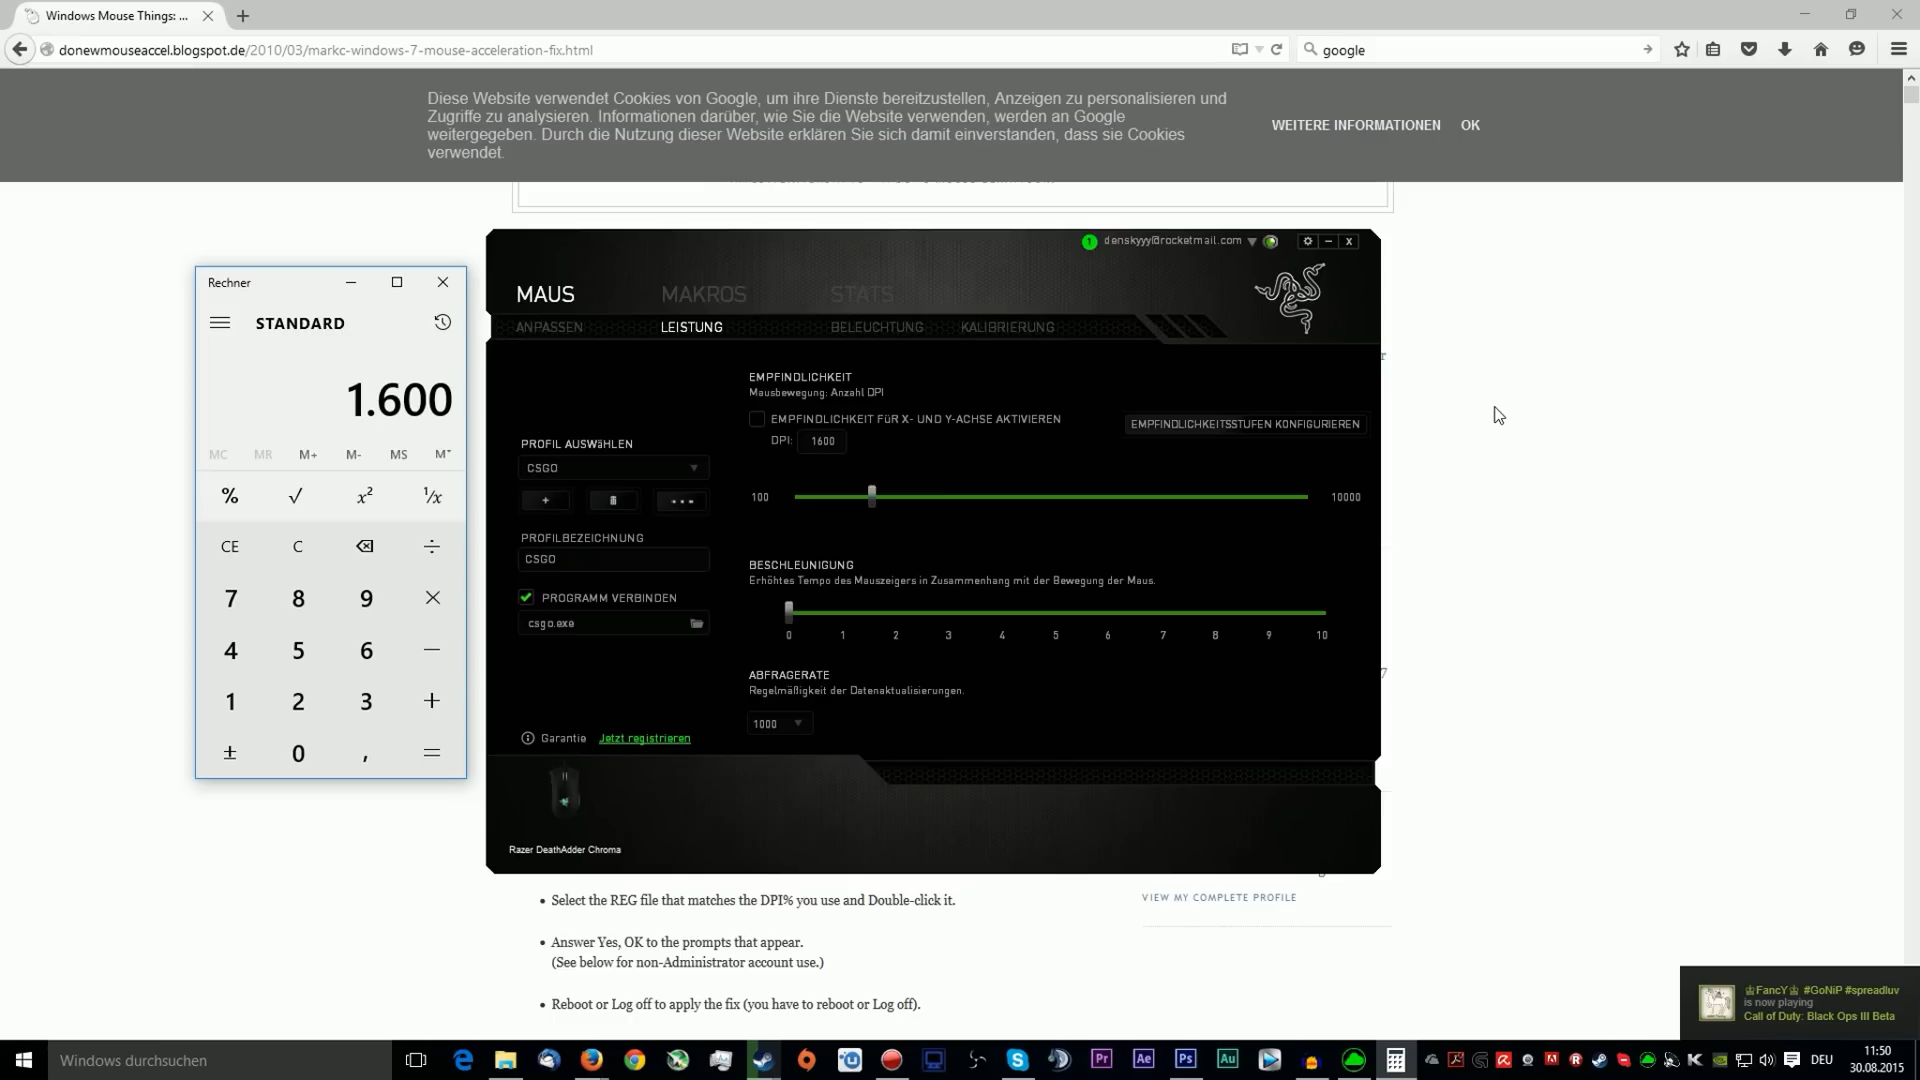 Windows Mouse Things: ...
donewmouseaccel.blogspot.de/2010/03/markc-windows-7-mouse-acceleration-fix.html
google
Diese Website verwendet Cookies von Google, um ihre Dienste bereitzustellen, Anzeigen zu personalisieren und
Zugriffe zu analysieren. Informationen darüber, wie Sie die Website verwenden, werden an Google
weitergegeben. Durch die Nutzung dieser Website erklären Sie sich damit einverstanden, dass sie Cookies
verwendet.
WEITERE INFORMATIONEN OK
Rechner
STANDARD
1.600
MC MR M+ M- MS M˅
% √ x² ¹/x
CE C ÷
7 8 9 ×
4 5 6 −
1 2 3 +
± 0 , =
1 denskyyy@rocketmail.com
MAUS MAKROS STATS
ANPASSEN LEISTUNG BELEUCHTUNG KALIBRIERUNG
PROFIL AUSWäHLEN
CSGO
+
PROFILBEZEICHNUNG
CSGO
PROGRAMM VERBINDEN
csgo.exe
Garantie Jetzt registrieren
EMPFINDLICHKEIT
Mausbewegung: Anzahl DPI
EMPFINDLICHKEIT FüR X- UND Y-ACHSE AKTIVIEREN
EMPFINDLICHKEITSSTUFEN KONFIGURIEREN
DPI: 1600
100 10000
BESCHLEUNIGUNG
Erhöhtes Tempo des Mauszeigers in Zusammenhang mit der Bewegung der Maus.
0 1 2 3 4 5 6 7 8 9 10
ABFRAGERATE
Regelmäßigkeit der Datenaktualisierungen.
1000
Razer DeathAdder Chroma
• Select the REG file that matches the DPI% you use and Double-click it.
• Answer Yes, OK to the prompts that appear.
(See below for non-Administrator account use.)
• Reboot or Log off to apply the fix (you have to reboot or Log off).
VIEW MY COMPLETE PROFILE
♔FancY♔ #GoNiP #spreadluv
is now playing
Call of Duty: Black Ops III Beta
Windows durchsuchen
Pr Ae Ps Au
DEU
11:50
30.08.2015